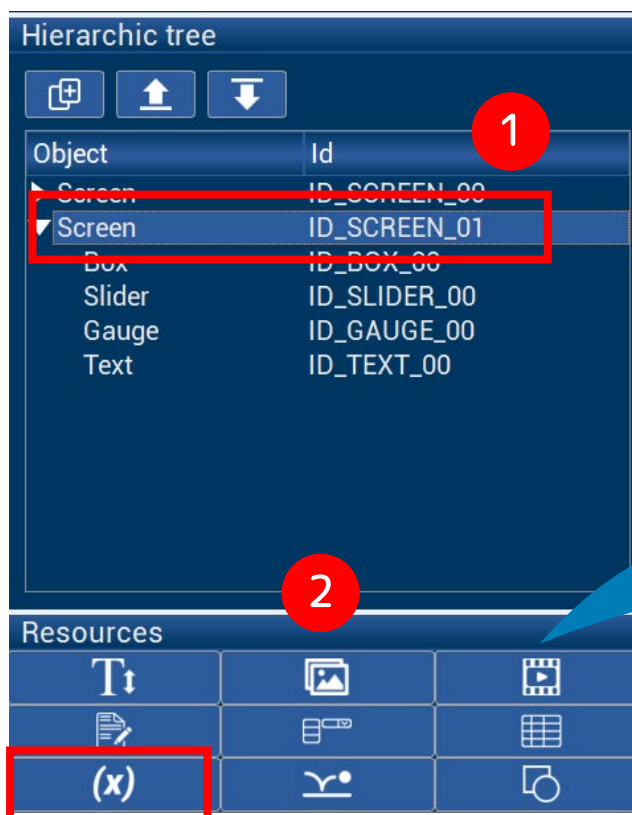 Hierarchic tree
1
Object Id
Screen ID_SCREEN_00
Screen ID_SCREEN_01
Box ID_BOX_00
Slider ID_SLIDER_00
Gauge ID_GAUGE_00
Text ID_TEXT_00
2
Resources
T
(x)